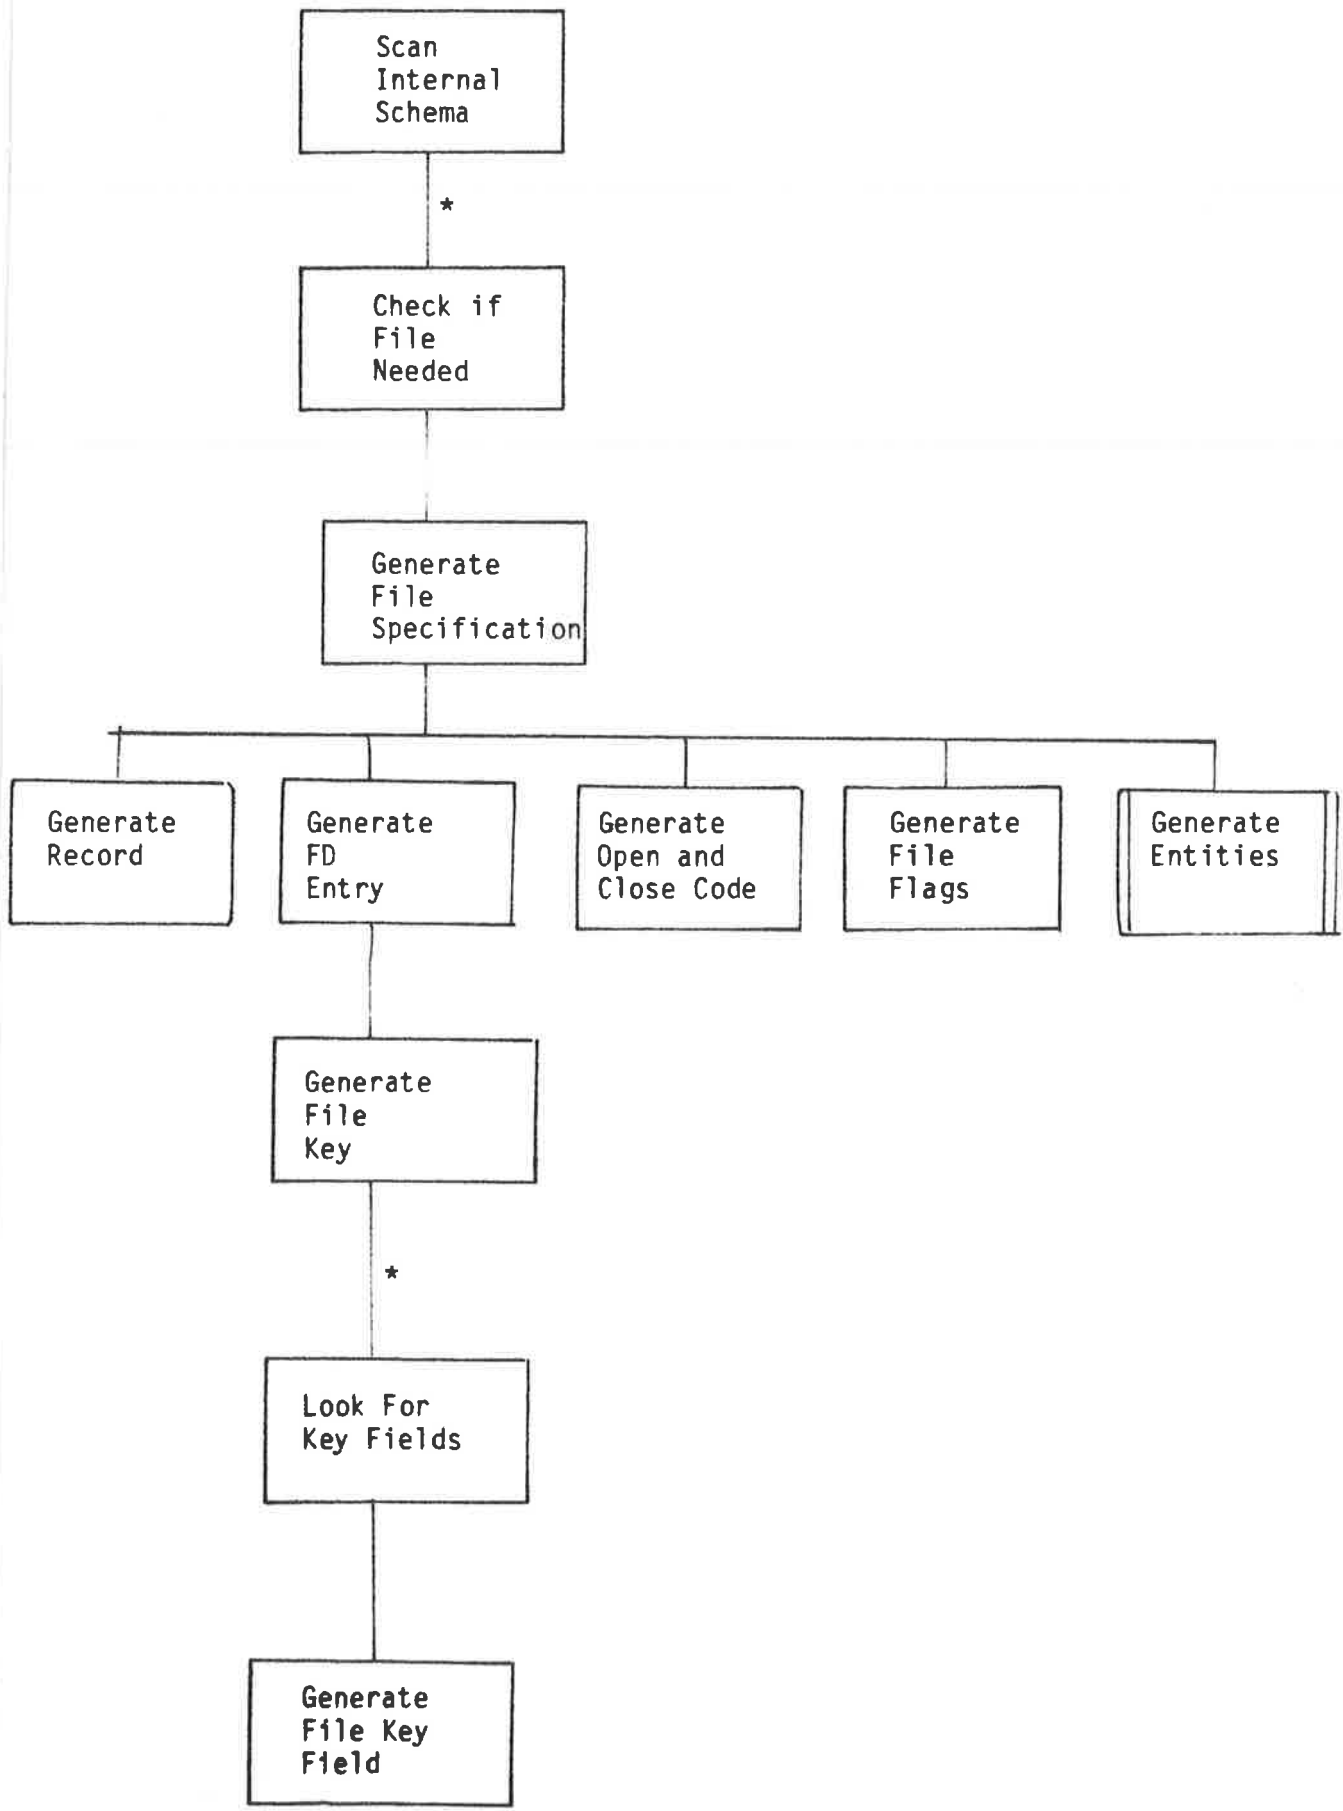 Scan
Internal
Schema
*
Check if
File
Needed
Generate
File
Specification
Generate
Record
Generate
FD
Entry
Generate
Open and
Close Code
Generate
File
Flags
Generate
Entities
Generate
File
Key
*
Look For
Key Fields
Generate
File Key
Field